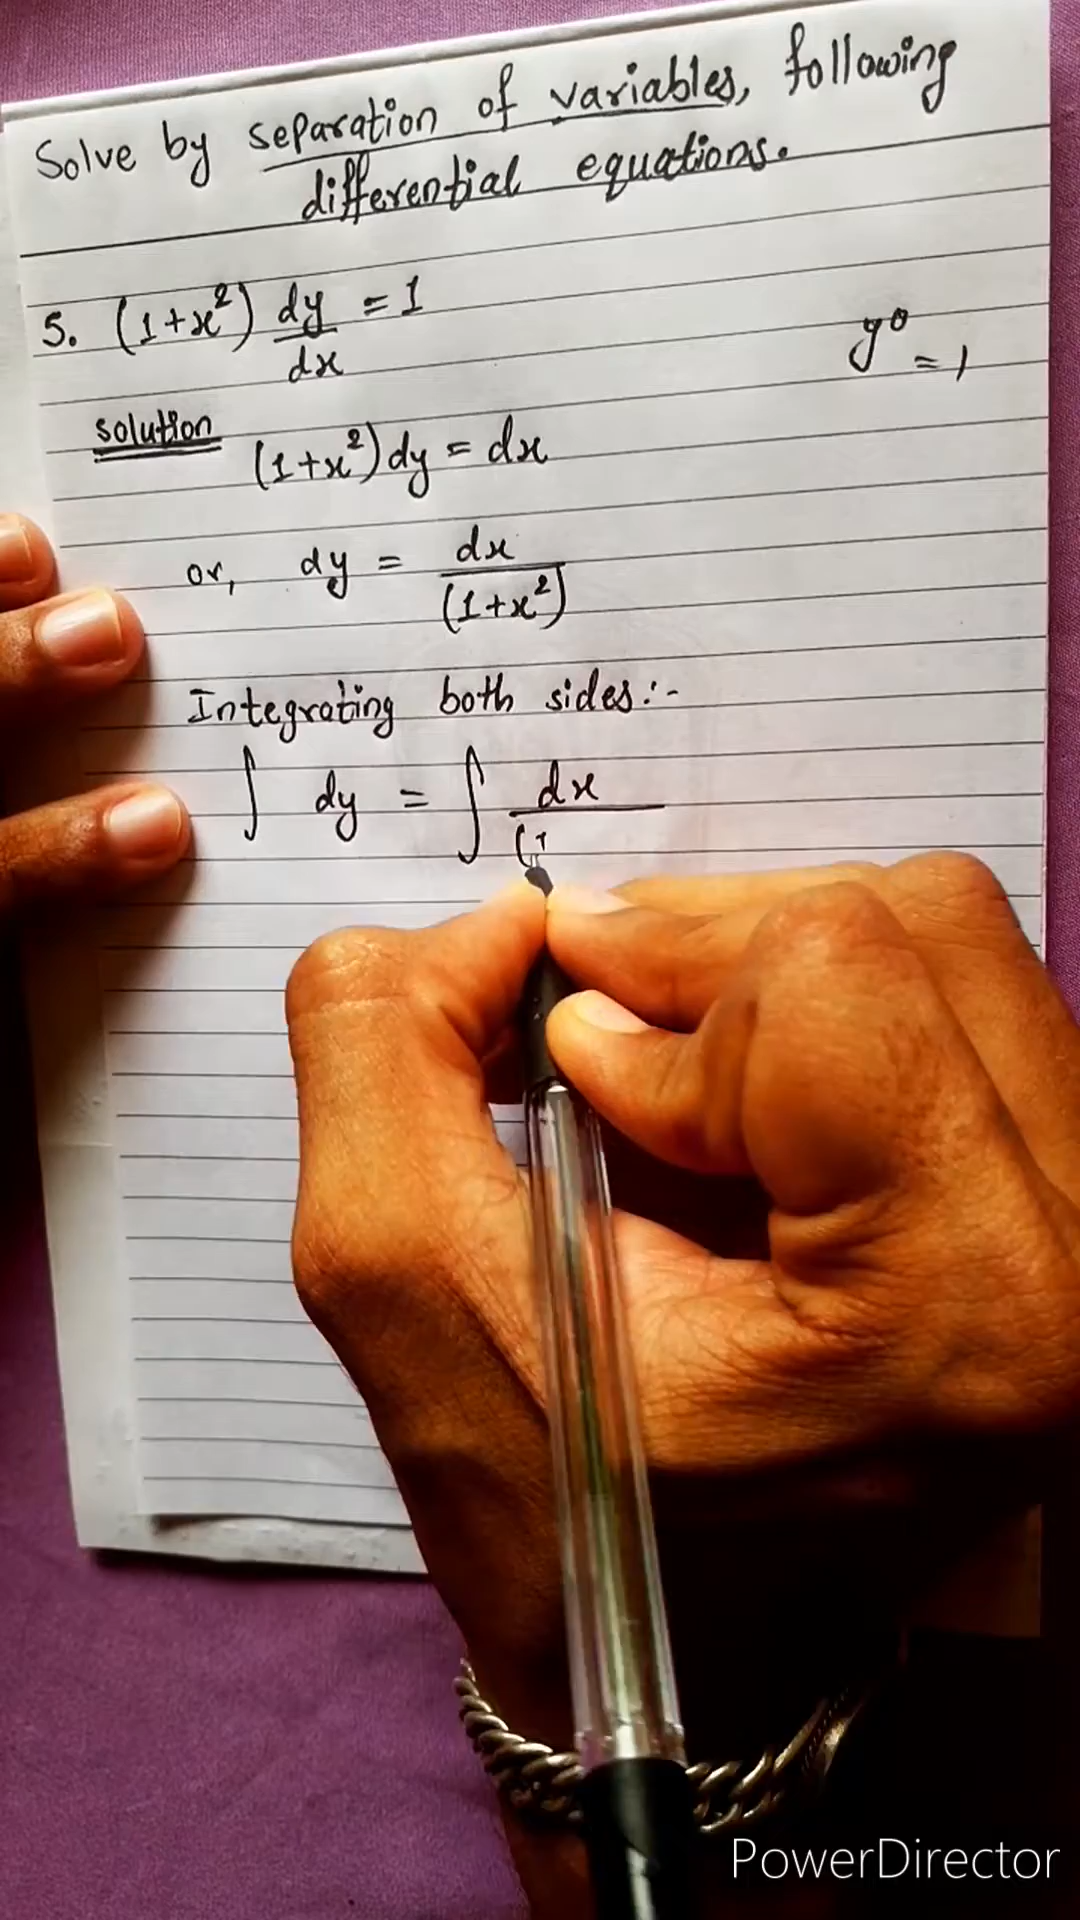 Solve by separation of variables, following
differential equations.
5. (1+x²) dy/dx = 1
y⁰ = 1
solution
(1+x²)dy = dx
or, dy = dx/(1+x²)
Integrating both sides:-
∫ dy = ∫ dx/(1
PowerDirector